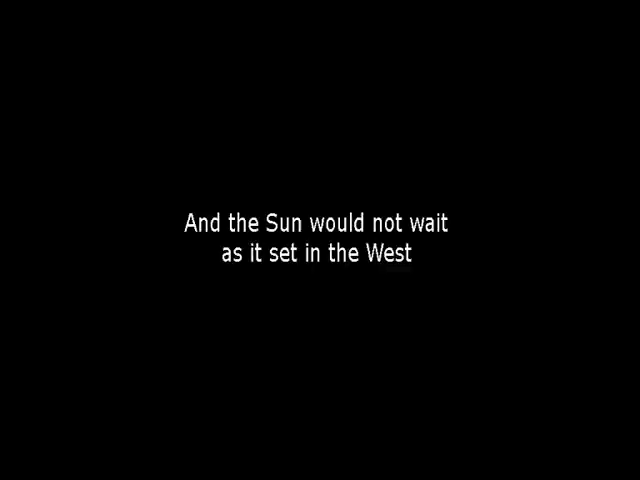 And the Sun would not wait
as it set in the West